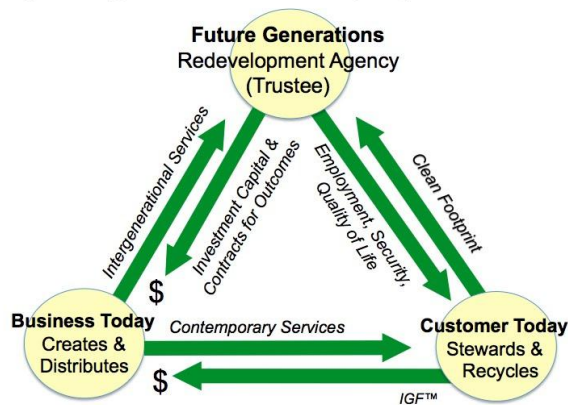 Future Generations
Redevelopment Agency
(Trustee)
Intergenerational Services
Investment Capital &
Contracts for Outcomes
Employment, Security,
Quality of Life
Clean Footprint
$
Business Today
Creates &
Distributes
Contemporary Services
Customer Today
Stewards &
Recycles
$
IGF™